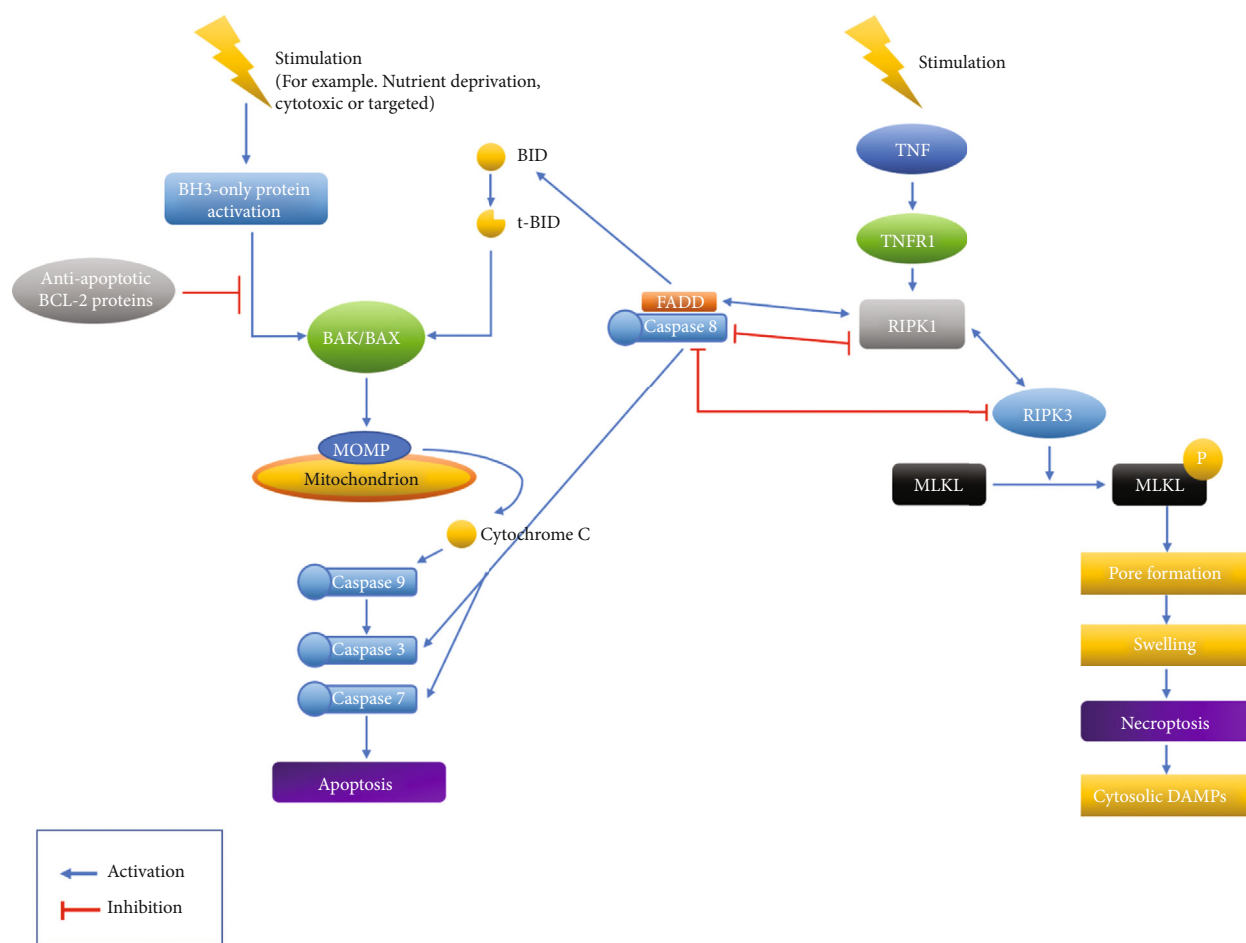 Stimulation
(For example. Nutrient deprivation,
cytotoxic or targeted)
BH3-only protein
activation
Anti-apoptotic
BCL-2 proteins
BID
t-BID
BAK/BAX
MOMP
Mitochondrion
Cytochrome C
Caspase 9
Caspase 3
Caspase 7
Apoptosis
Stimulation
TNF
TNFR1
FADD
Caspase 8
RIPK1
RIPK3
MLKL
MLKL
P
Pore formation
Swelling
Necroptosis
Cytosolic DAMPs
Activation
Inhibition